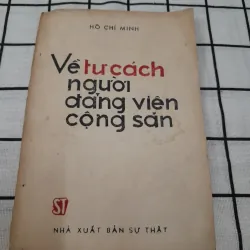 HỒ CHÍ MINH
Về tư cách
người
đảng viên
cộng sản
ST
NHÀ XUẤT BẢN SỰ THẬT